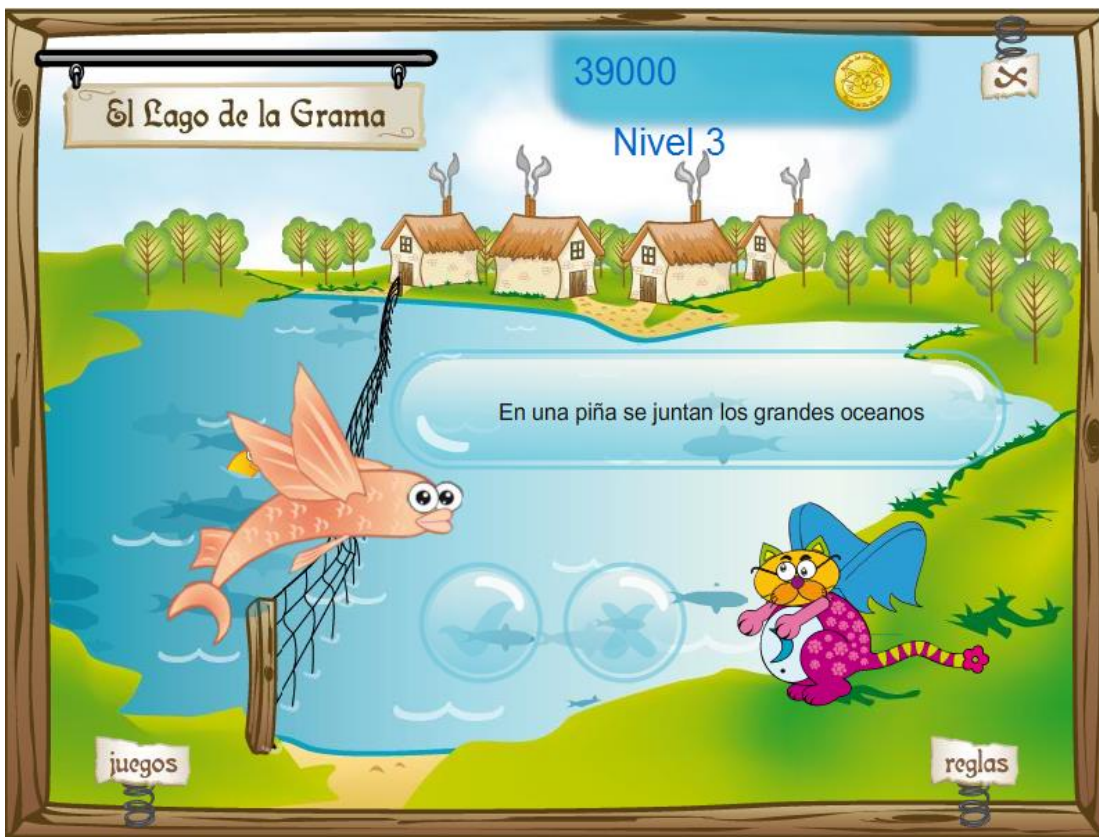 El Lago de la Grama
39000
Nivel 3
En una piña se juntan los grandes oceanos
juegos
reglas